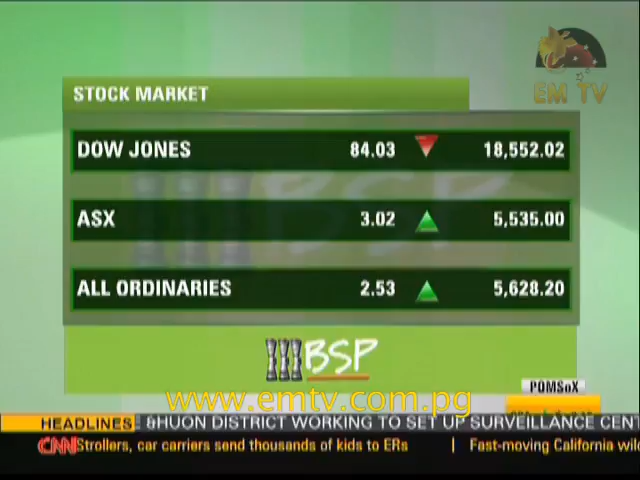 EM TV
STOCK MARKET
DOW JONES 84.03 18,552.02
ASX 3.02 5,535.00
ALL ORDINARIES 2.53 5,628.20
BSP
BSP
www.emtv.com.pg
POMSoX
HEADLINES & HUON DISTRICT WORKING TO SET UP SURVEILLANCE CENT
CNN Strollers, car carriers send thousands of kids to ERs | Fast-moving California wil